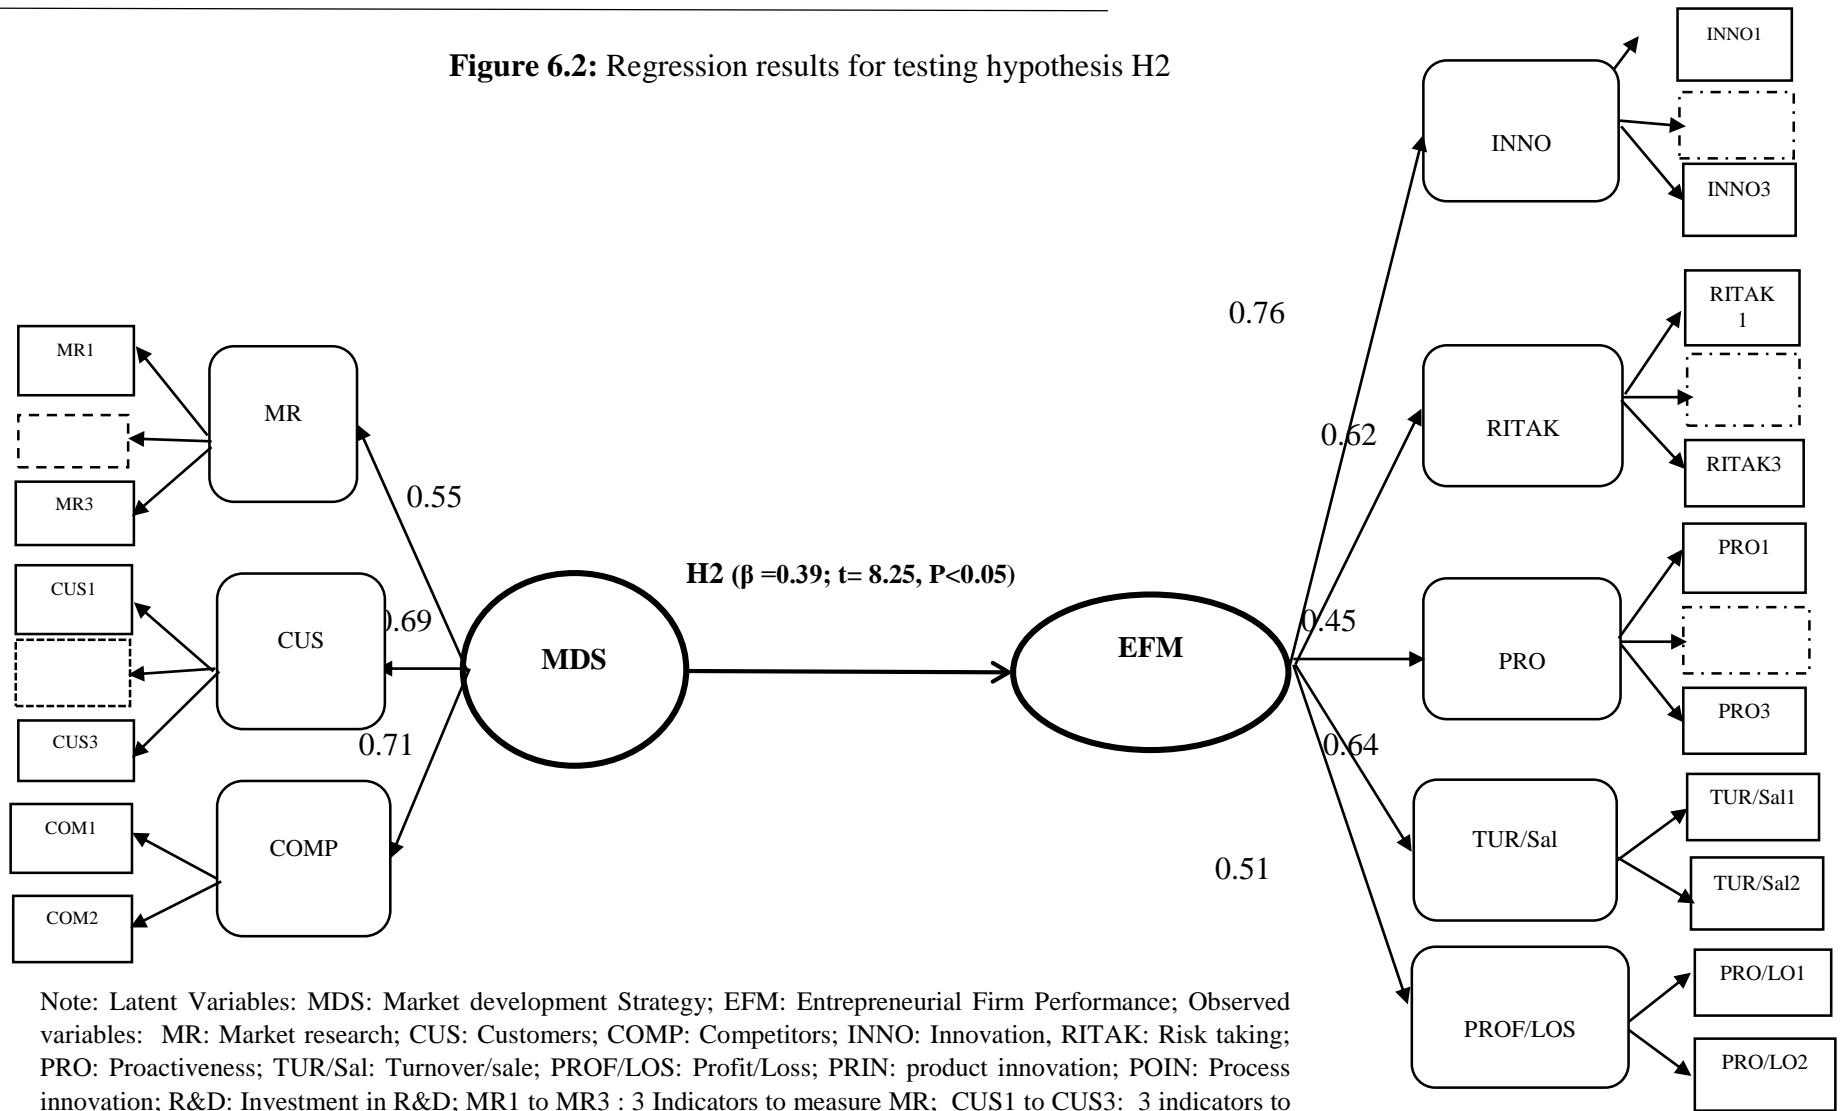 Figure 6.2: Regression results for testing hypothesis H2
INNO1
INNO
INNO3
0.76
RITAK
1
RITAK
0.62
RITAK3
MR1
MR
MR3
0.55
H2 (β =0.39; t= 8.25, P<0.05)
CUS1
CUS
0.69
CUS3
MDS
EFM
0.45
PRO1
PRO
PRO3
0.71
0.64
COM1
COMP
COM2
TUR/Sal1
TUR/Sal
TUR/Sal2
0.51
PRO/LO1
PROF/LOS
PRO/LO2
Note: Latent Variables: MDS: Market development Strategy; EFM: Entrepreneurial Firm Performance; Observed
variables: MR: Market research; CUS: Customers; COMP: Competitors; INNO: Innovation, RITAK: Risk taking;
PRO: Proactiveness; TUR/Sal: Turnover/sale; PROF/LOS: Profit/Loss; PRIN: product innovation; POIN: Process
innovation; R&D: Investment in R&D; MR1 to MR3 : 3 Indicators to measure MR; CUS1 to CUS3: 3 indicators to